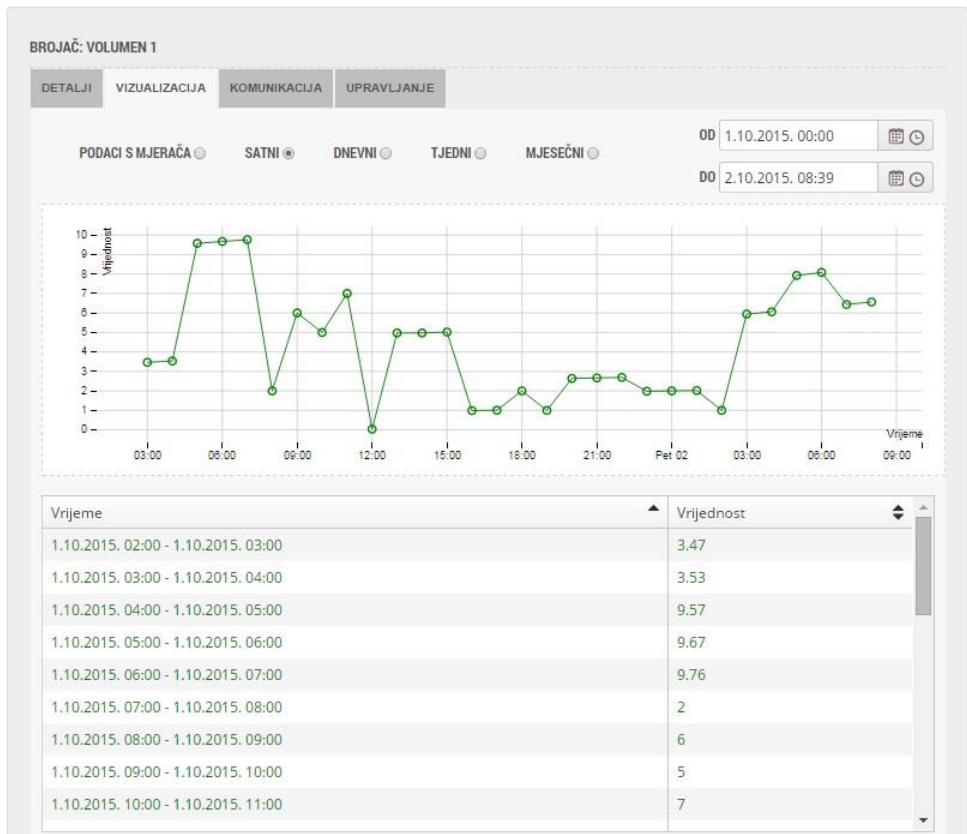 BROJAČ: VOLUMEN 1
DETALJI VIZUALIZACIJA KOMUNIKACIJA UPRAVLJANJE
PODACI S MJERAČA SATNI DNEVNI TJEDNI MJESEČNI
OD 1.10.2015. 00:00
DO 2.10.2015. 08:39
Vrijednost
10
9
8
7
6
5
4
3
2
1
0
Vrijeme
03:00 06:00 09:00 12:00 15:00 18:00 21:00 Pet 02 03:00 06:00 09:00
Vrijeme Vrijednost
1.10.2015. 02:00 - 1.10.2015. 03:00 3.47
1.10.2015. 03:00 - 1.10.2015. 04:00 3.53
1.10.2015. 04:00 - 1.10.2015. 05:00 9.57
1.10.2015. 05:00 - 1.10.2015. 06:00 9.67
1.10.2015. 06:00 - 1.10.2015. 07:00 9.76
1.10.2015. 07:00 - 1.10.2015. 08:00 2
1.10.2015. 08:00 - 1.10.2015. 09:00 6
1.10.2015. 09:00 - 1.10.2015. 10:00 5
1.10.2015. 10:00 - 1.10.2015. 11:00 7